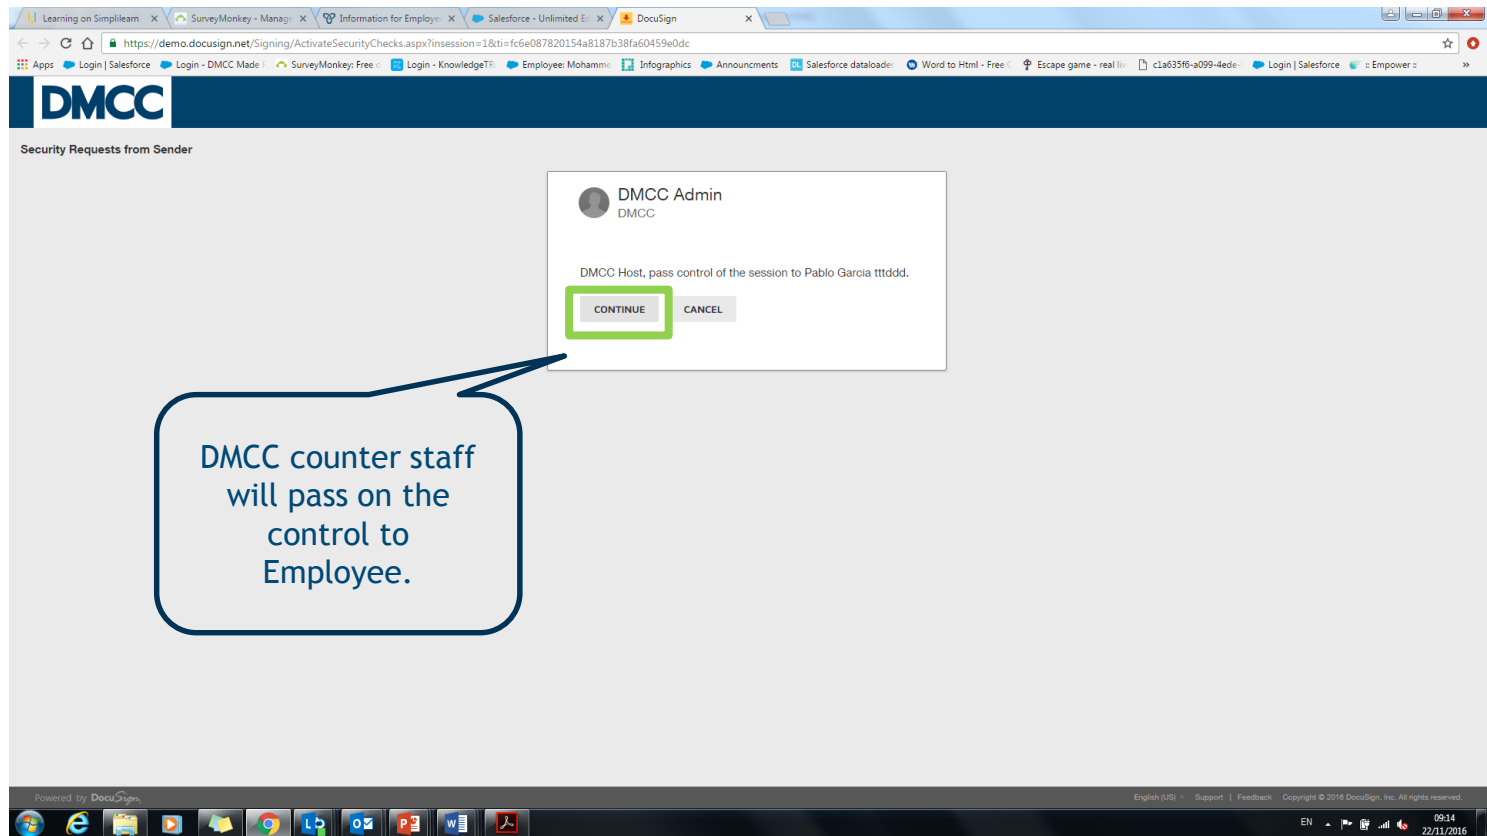 Learning on Simplilearn
SurveyMonkey - Manage
Information for Employe
Salesforce - Unlimited Ed
DocuSign
https://demo.docusign.net/Signing/ActivateSecurityChecks.aspx?insession=1&ti=fc6e087820154a8187b38fa60459e0dc
Apps
Login | Salesforce
Login - DMCC Made F
SurveyMonkey: Free o
Login - KnowledgeTR
Employee: Mohamme
Infographics
Announcments
Salesforce dataloader
Word to Html - Free
Escape game - real liv
c1a635f6-a099-4ede-
Login | Salesforce
:: Empower ::
»
DMCC
Security Requests from Sender
DMCC Admin
DMCC
DMCC Host, pass control of the session to Pablo Garcia tttddd.
CONTINUE
CANCEL
DMCC counter staff
will pass on the
control to
Employee.
Powered by DocuSign
English (US)
Support | Feedback
Copyright © 2016 DocuSign, Inc. All rights reserved.
EN
09:14
22/11/2016